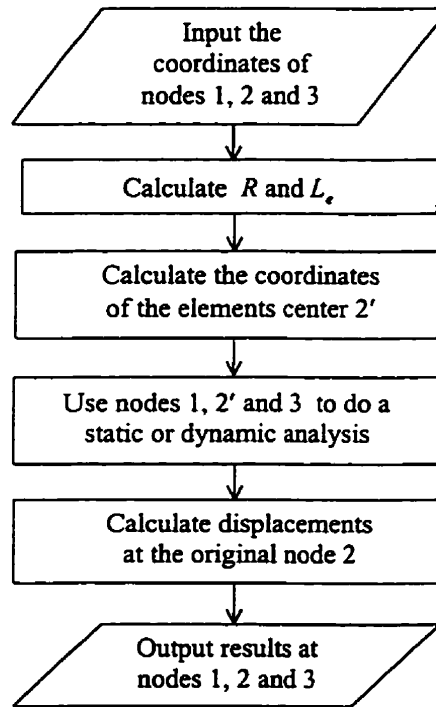 Input the
coordinates of
nodes 1, 2 and 3
Calculate R and Lₑ
Calculate the coordinates
of the elements center 2′
Use nodes 1, 2′ and 3 to do a
static or dynamic analysis
Calculate displacements
at the original node 2
Output results at
nodes 1, 2 and 3